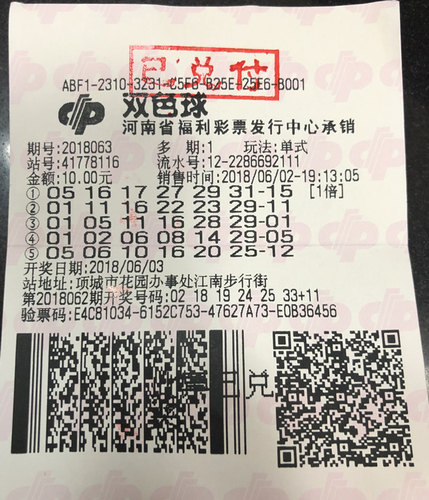 已兑付
ABF1-2310-3231-C5F8-B25E-25E6-B001
双色球
河南省福利彩票发行中心承销
期号:2018063 多 期:1 玩法:单式
站号:41778116 流水号:12-2286692111
金额:10.00元 销售时间:2018/06/02-19:13:05
① 05 16 17 27 29 31-15 [1倍]
② 01 11 16 22 23 29-11
③ 01 05 11 16 28 29-01
④ 01 02 06 08 14 29-05
⑤ 05 06 10 16 20 25-12
开奖日期:2018/06/03
站地址:项城市花园办事处江南步行街
第2018062期开奖号码:02 18 19 24 25 33+11
验票码:E4C81034-6152C753-47627A73-E0B36456
已兑